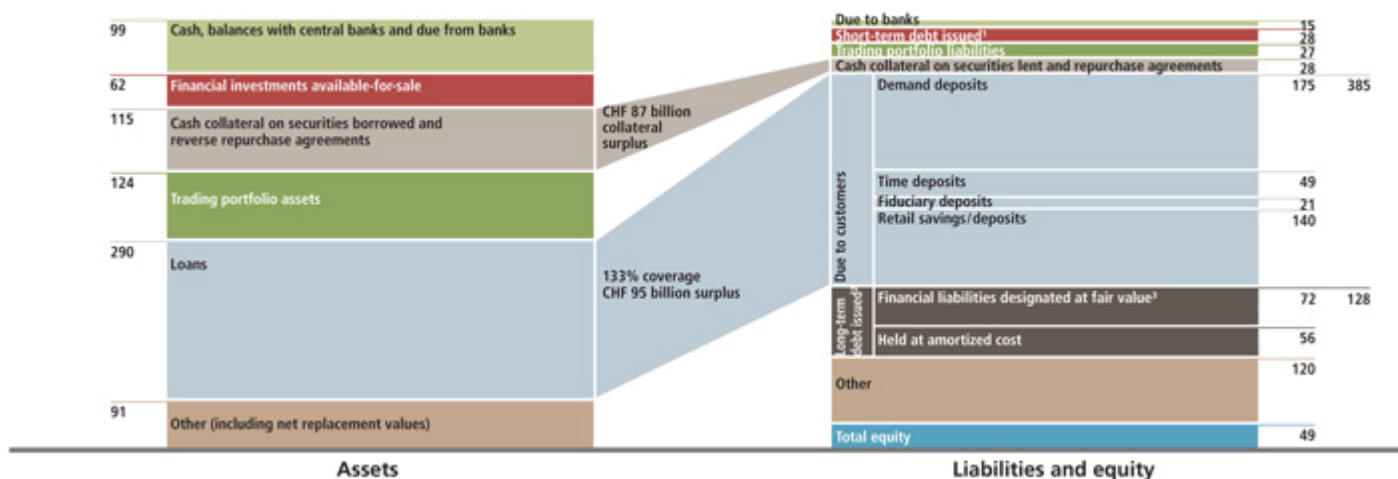 99
Cash, balances with central banks and due from banks
62
Financial investments available-for-sale
115
Cash collateral on securities borrowed and
reverse repurchase agreements
124
Trading portfolio assets
290
Loans
91
Other (including net replacement values)
CHF 87 billion
collateral
surplus
133% coverage
CHF 95 billion surplus
Due to banks 15
Short-term debt issued¹ 28
Trading portfolio liabilities 27
Cash collateral on securities lent and repurchase agreements 28
Due to customers
Demand deposits 175 385
Time deposits 49
Fiduciary deposits 21
Retail savings/deposits 140
Long-term
debt issued²
Financial liabilities designated at fair value³ 72 128
Held at amortized cost 56
Other 120
Total equity 49
Assets
Liabilities and equity